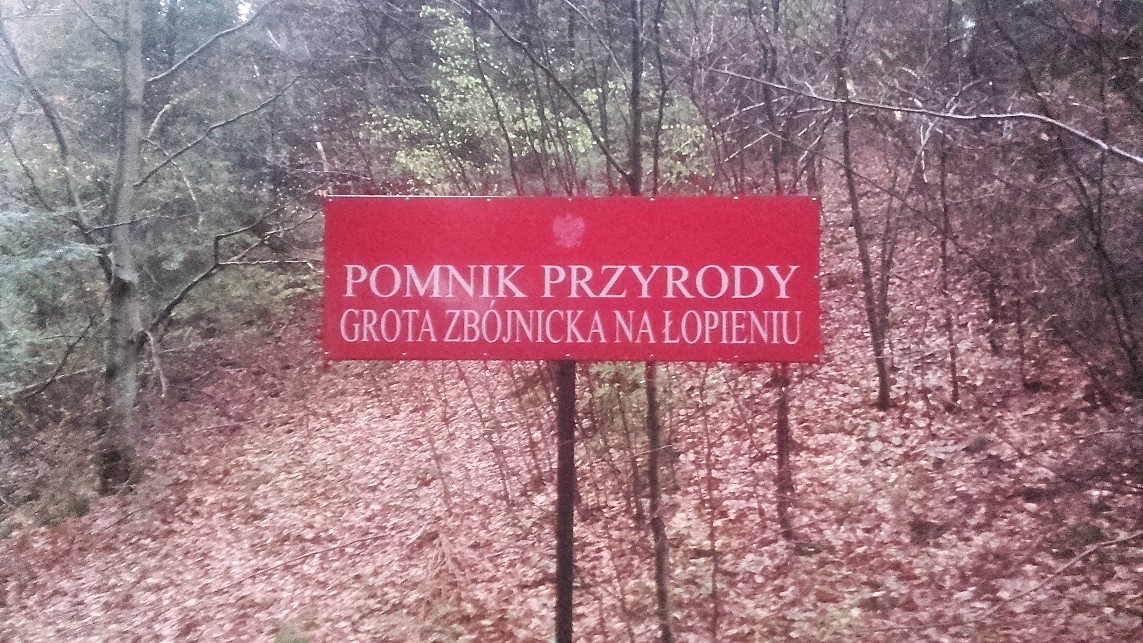 POMNIK PRZYRODY
GROTA ZBÓJNICKA NA ŁOPIENIU